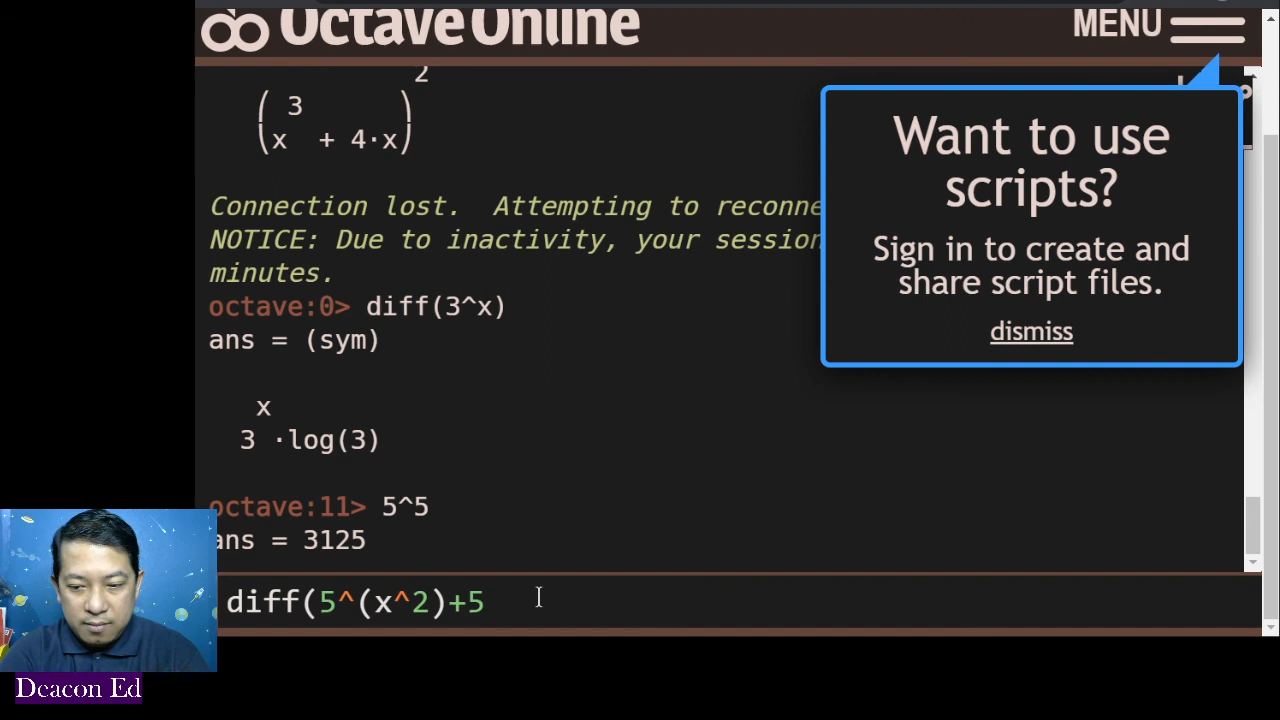 Octave Online
MENU
2
3
x + 4·x
Want to use
scripts?
Sign in to create and
share script files.
dismiss
Connection lost. Attempting to reconne
NOTICE: Due to inactivity, your session
minutes.
octave:0> diff(3^x)
ans = (sym)
x
3 ·log(3)
octave:11> 5^5
ans = 3125
diff(5^(x^2)+5
Deacon Ed